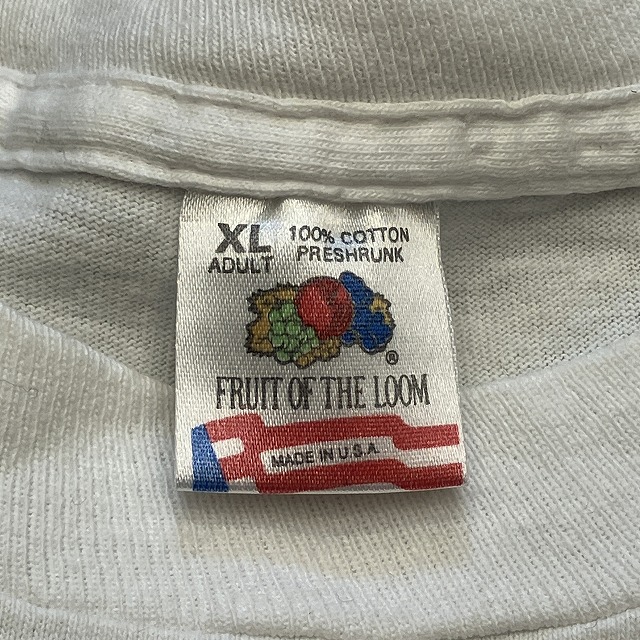 XL 100% COTTON
ADULT PRESHRUNK
®
FRUIT OF THE LOOM
MADE IN U.S.A.